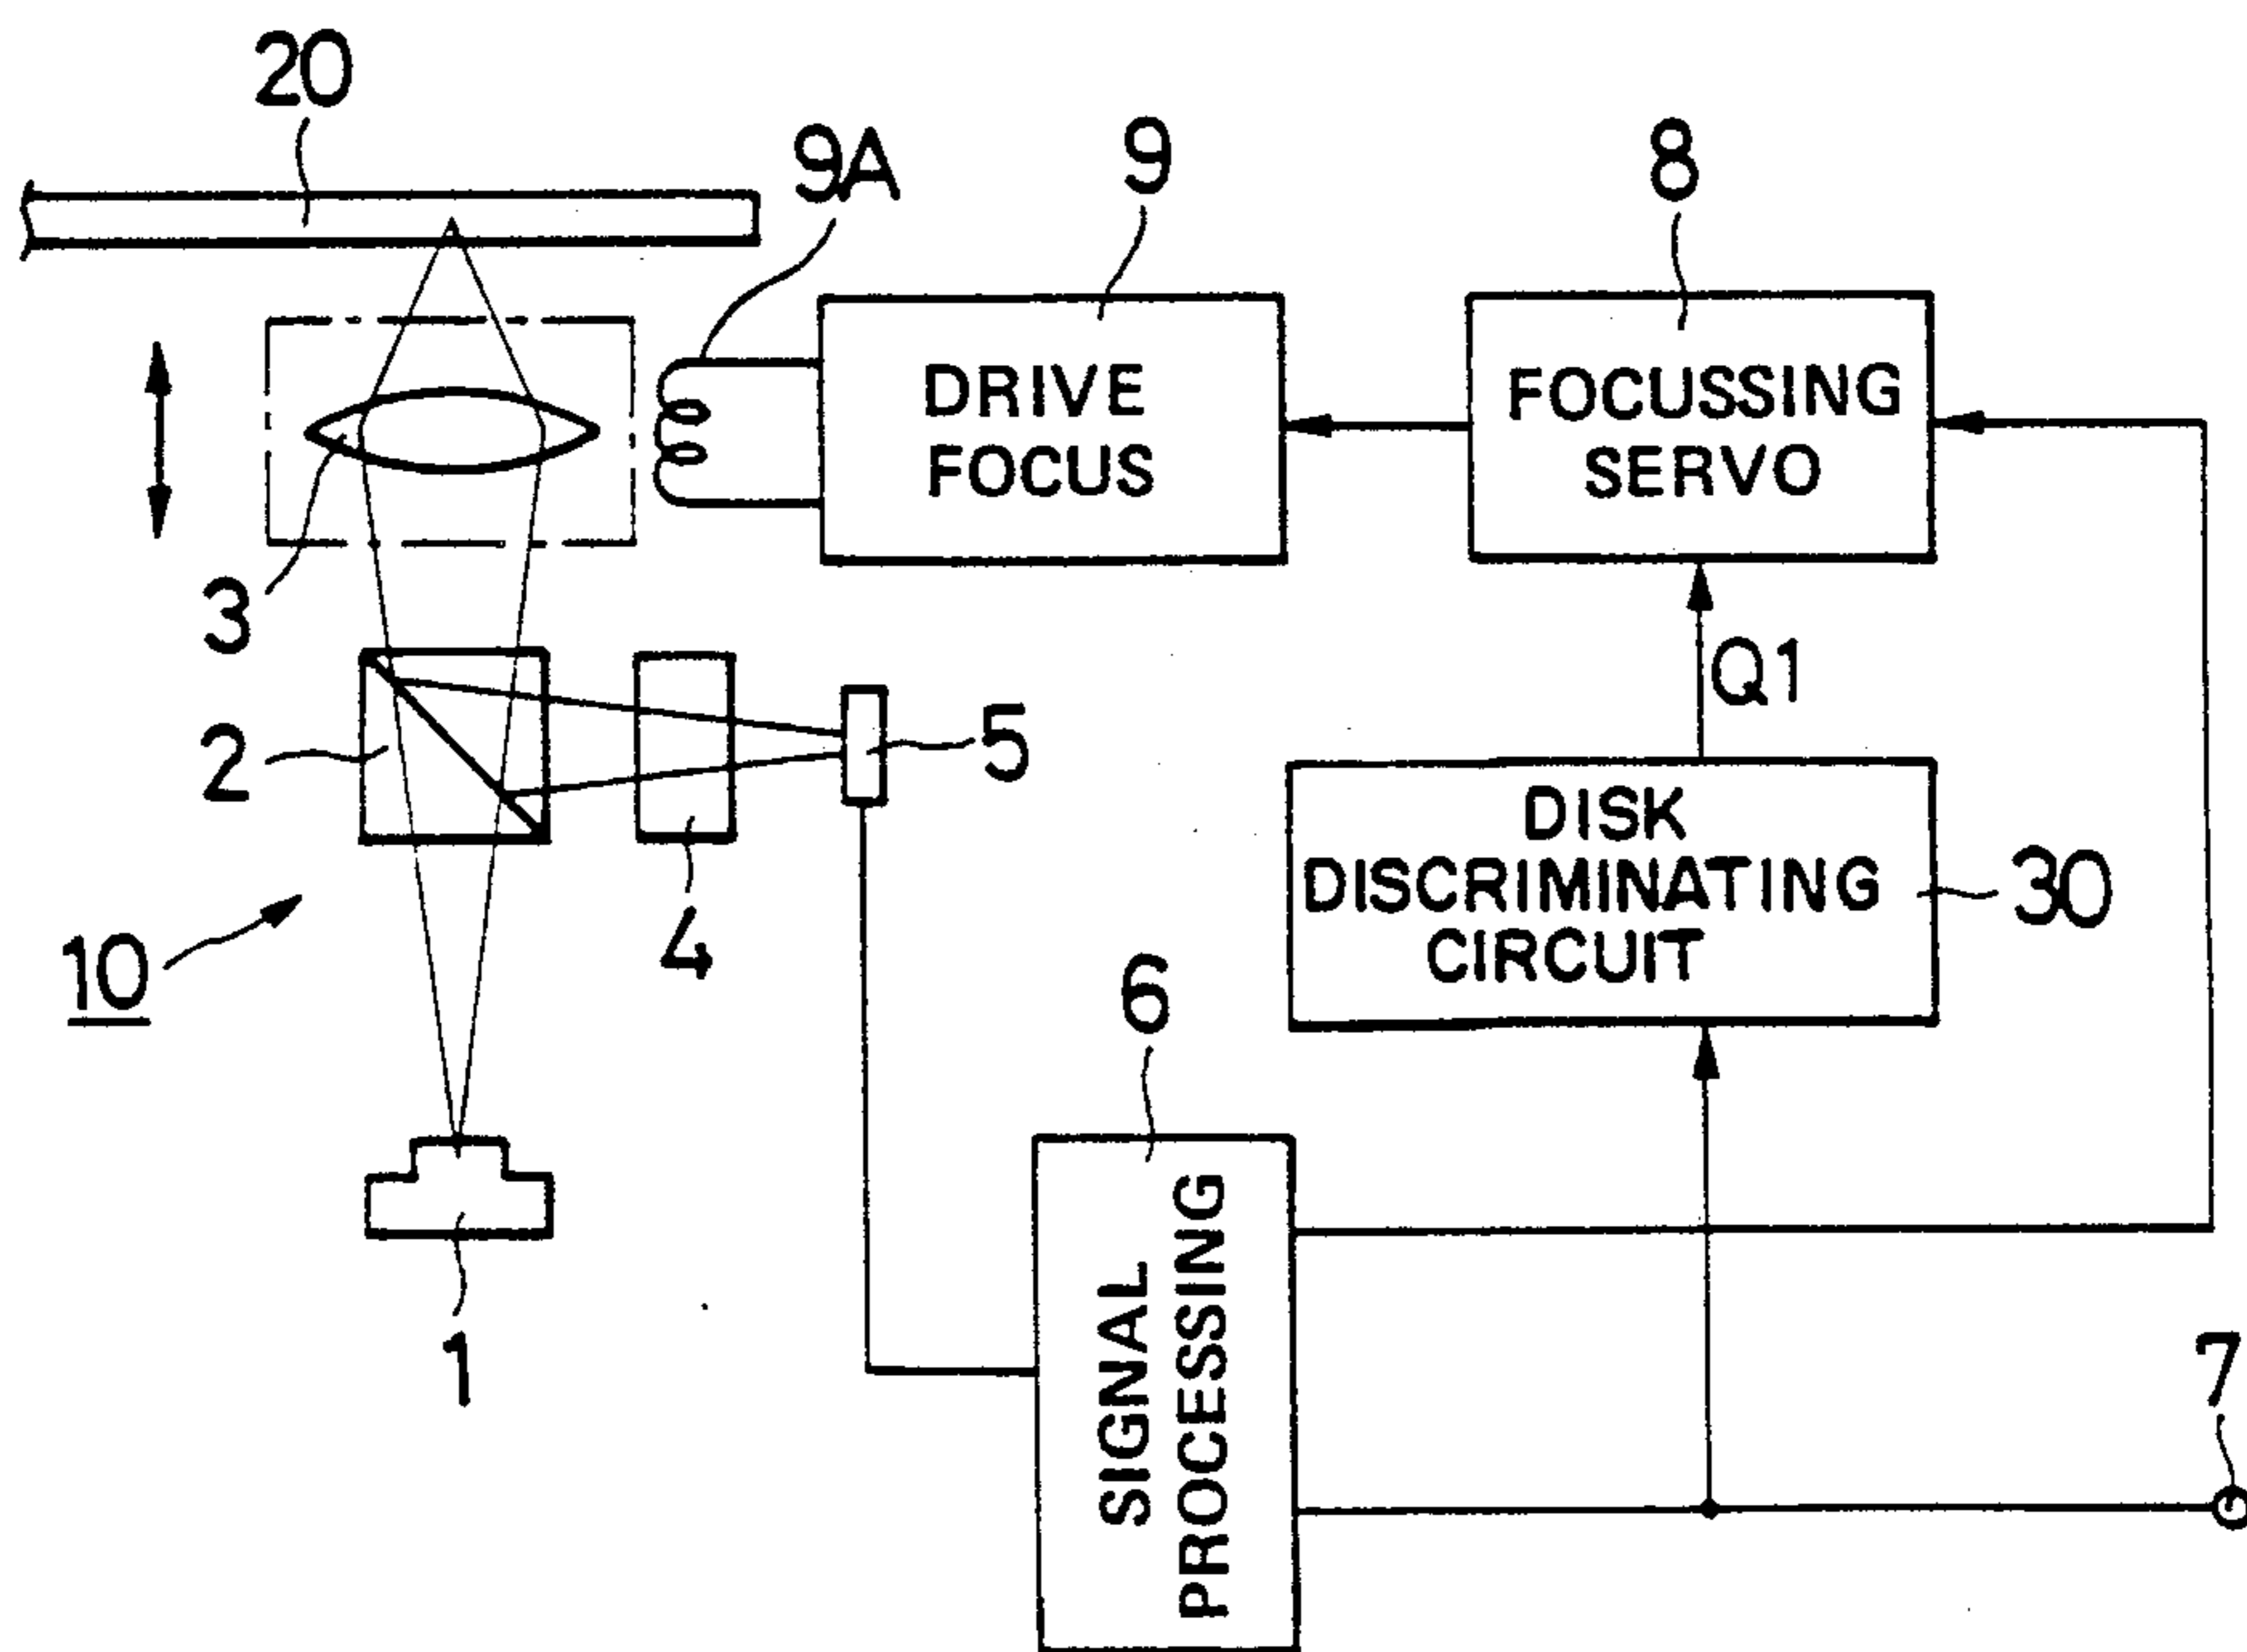 20
9A
9
8
DRIVE
FOCUS
FOCUSSING
SERVO
3
Q1
2
5
DISK
DISCRIMINATING
CIRCUIT
30
4
10
6
SIGNAL
PROCESSING
1
7